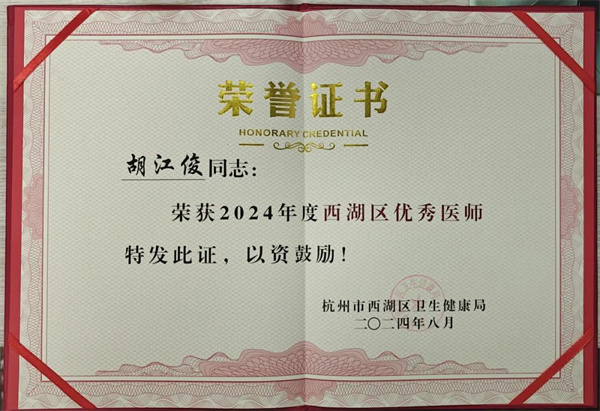 荣誉证书
HONORARY CREDENTIAL
胡江俊同志：
荣获2024年度西湖区优秀医师
特发此证，以资鼓励！
杭州市西湖区卫生健康局
二〇二四年八月